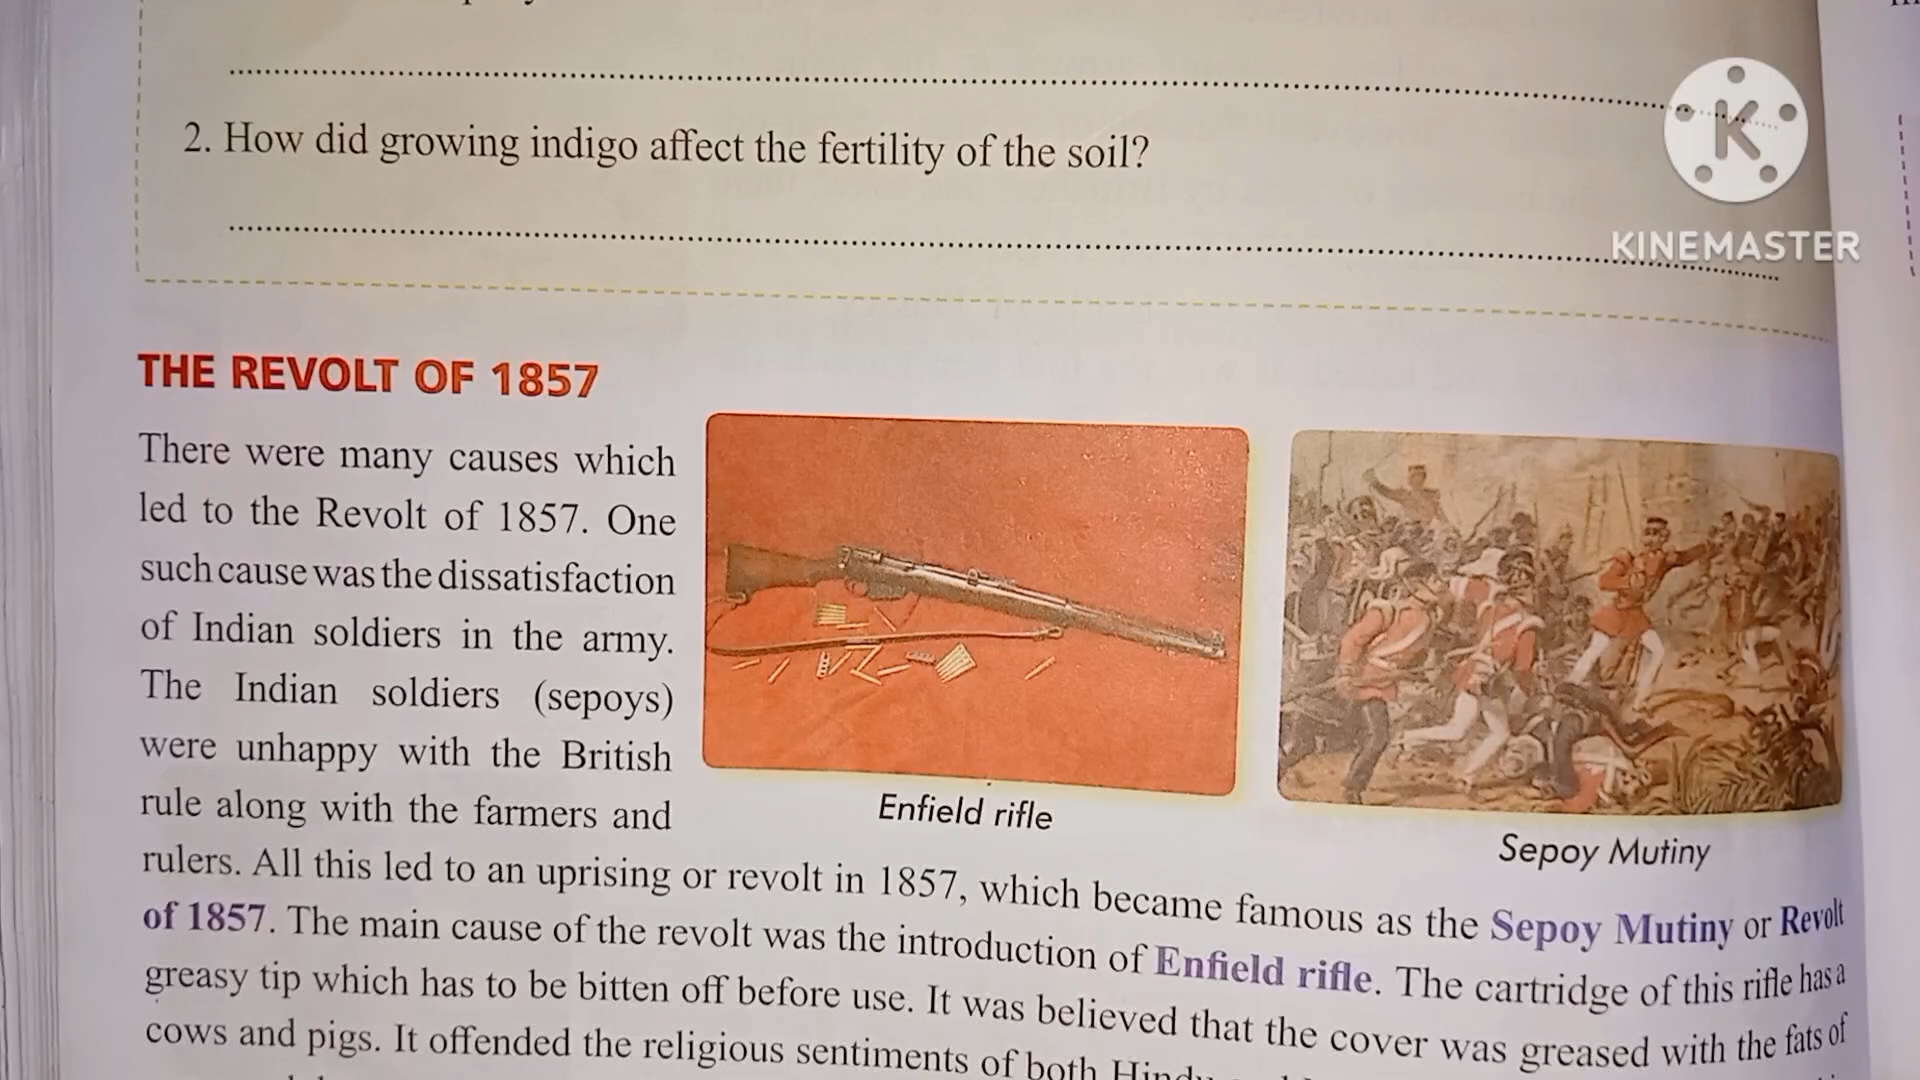 2. How did growing indigo affect the fertility of the soil?
K
KINEMASTER
THE REVOLT OF 1857
There were many causes which
led to the Revolt of 1857. One
such cause was the dissatisfaction
of Indian soldiers in the army.
The Indian soldiers (sepoys)
were unhappy with the British
rule along with the farmers and
Enfield rifle
Sepoy Mutiny
rulers. All this led to an uprising or revolt in 1857, which became famous as the Sepoy Mutiny or Revolt
of 1857. The main cause of the revolt was the introduction of Enfield rifle. The cartridge of this rifle has a
greasy tip which has to be bitten off before use. It was believed that the cover was greased with the fats of
cows and pigs. It offended the religious sentiments of both